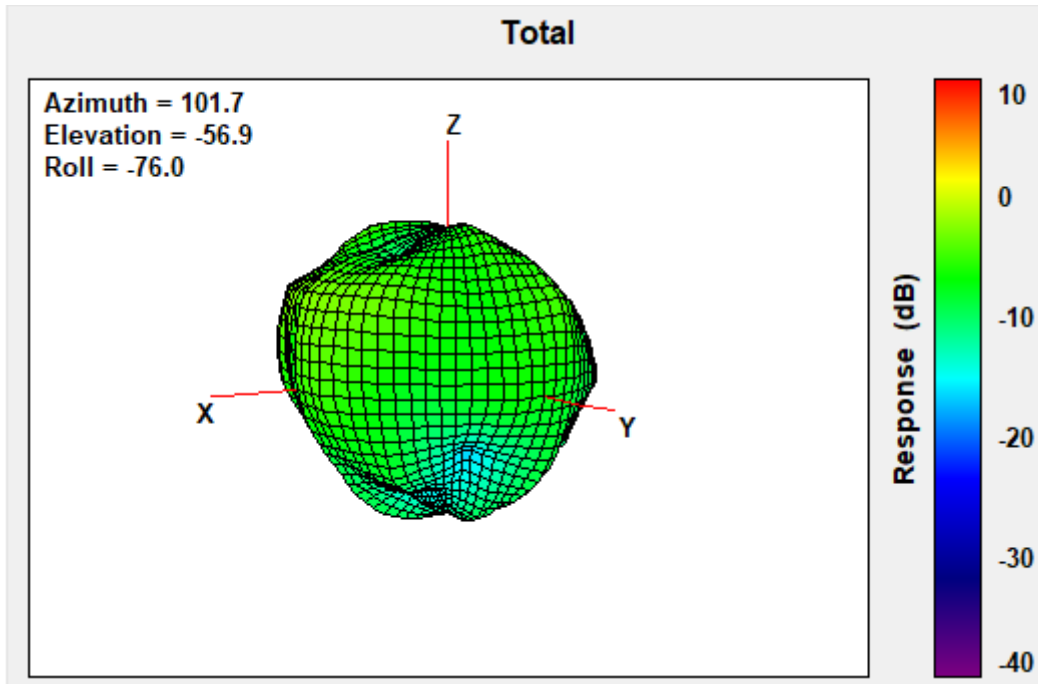 Total
Azimuth = 101.7
Elevation = -56.9
Roll = -76.0
Z
X
Y
10
0
-10
-20
-30
-40
Response (dB)